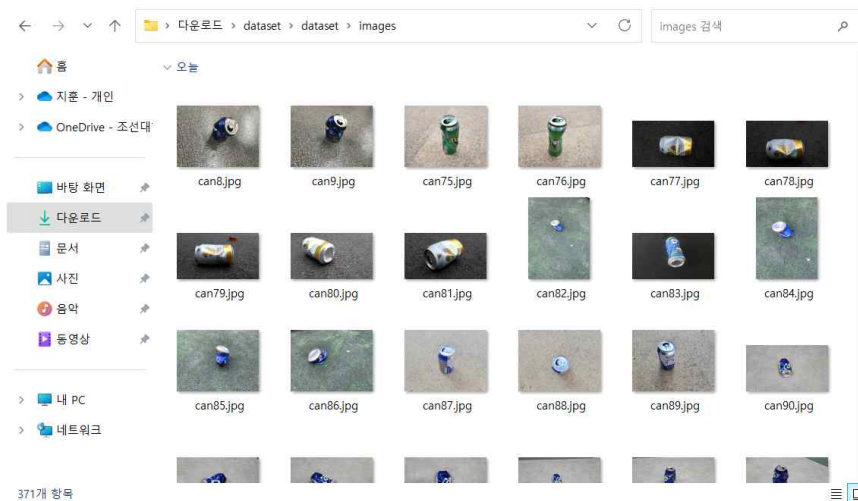 다운로드 > dataset > dataset > images
images 검색
홈
오늘
지훈 - 개인
OneDrive - 조선대
can8.jpg can9.jpg can75.jpg can76.jpg can77.jpg can78.jpg
바탕 화면
다운로드
문서
사진
음악
동영상
can79.jpg can80.jpg can81.jpg can82.jpg can83.jpg can84.jpg
can85.jpg can86.jpg can87.jpg can88.jpg can89.jpg can90.jpg
내 PC
네트워크
371개 항목